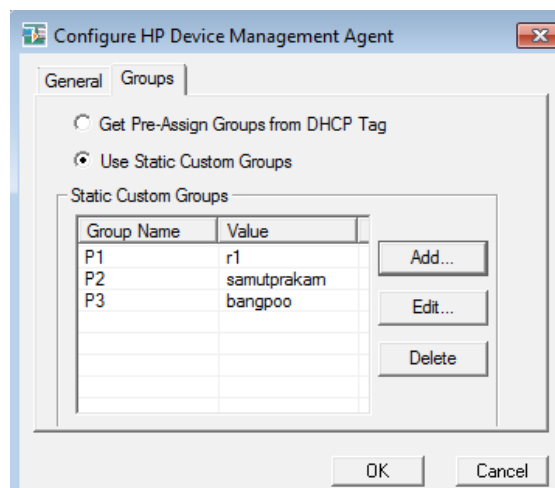 Configure HP Device Management Agent
General Groups
Get Pre-Assign Groups from DHCP Tag
Use Static Custom Groups
Static Custom Groups
Group Name Value
P1 r1
Add...
P2 samutprakarn
P3 bangpoo
Edit...
Delete
OK Cancel